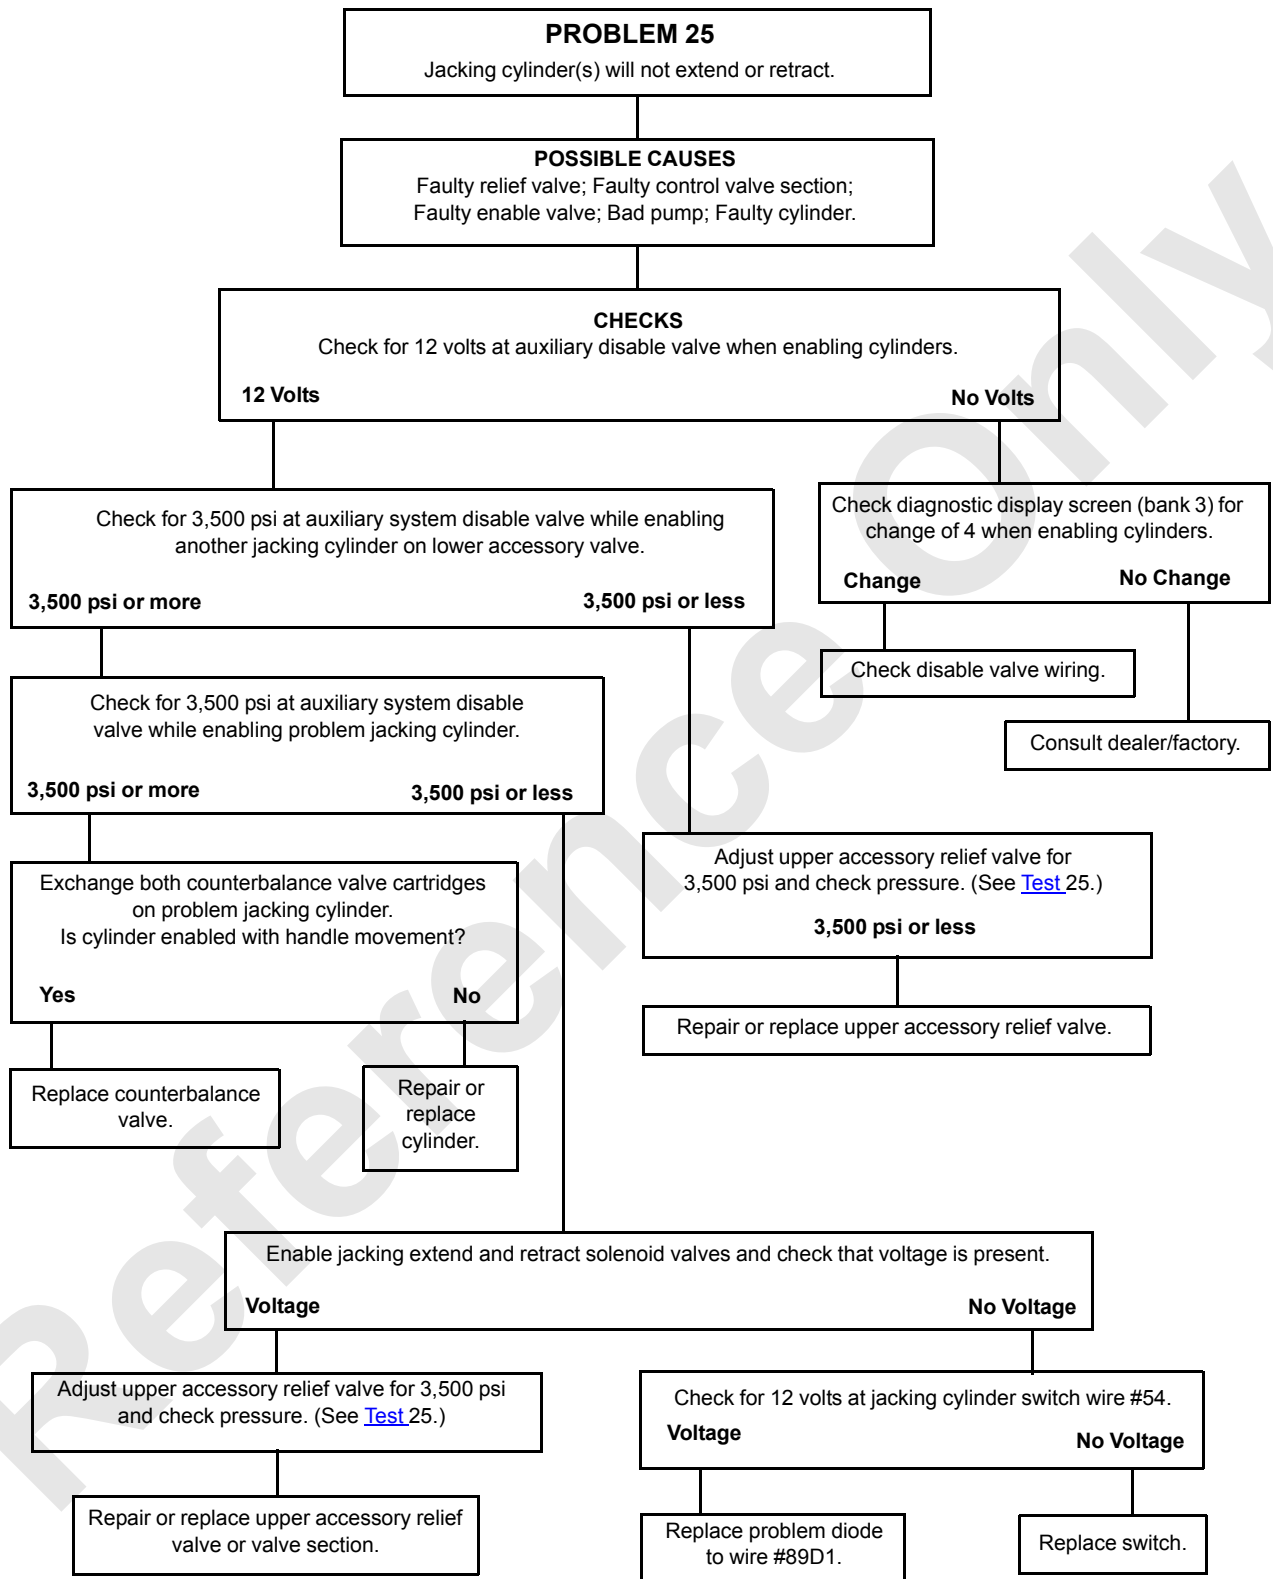 PROBLEM 25
Jacking cylinder(s) will not extend or retract.
POSSIBLE CAUSES
Faulty relief valve; Faulty control valve section;
Faulty enable valve; Bad pump; Faulty cylinder.
CHECKS
Check for 12 volts at auxiliary disable valve when enabling cylinders.
12 Volts
No Volts
Check for 3,500 psi at auxiliary system disable valve while enabling
another jacking cylinder on lower accessory valve.
3,500 psi or more
3,500 psi or less
Check diagnostic display screen (bank 3) for
change of 4 when enabling cylinders.
Change
No Change
Check disable valve wiring.
Consult dealer/factory.
Check for 3,500 psi at auxiliary system disable
valve while enabling problem jacking cylinder.
3,500 psi or more
3,500 psi or less
Adjust upper accessory relief valve for
3,500 psi and check pressure. (See Test 25.)
3,500 psi or less
Repair or replace upper accessory relief valve.
Exchange both counterbalance valve cartridges
on problem jacking cylinder.
Is cylinder enabled with handle movement?
Yes
No
Replace counterbalance
valve.
Repair or
replace
cylinder.
Enable jacking extend and retract solenoid valves and check that voltage is present.
Voltage
No Voltage
Adjust upper accessory relief valve for 3,500 psi
and check pressure. (See Test 25.)
Repair or replace upper accessory relief
valve or valve section.
Check for 12 volts at jacking cylinder switch wire #54.
Voltage
No Voltage
Replace problem diode
to wire #89D1.
Replace switch.
Reference Only